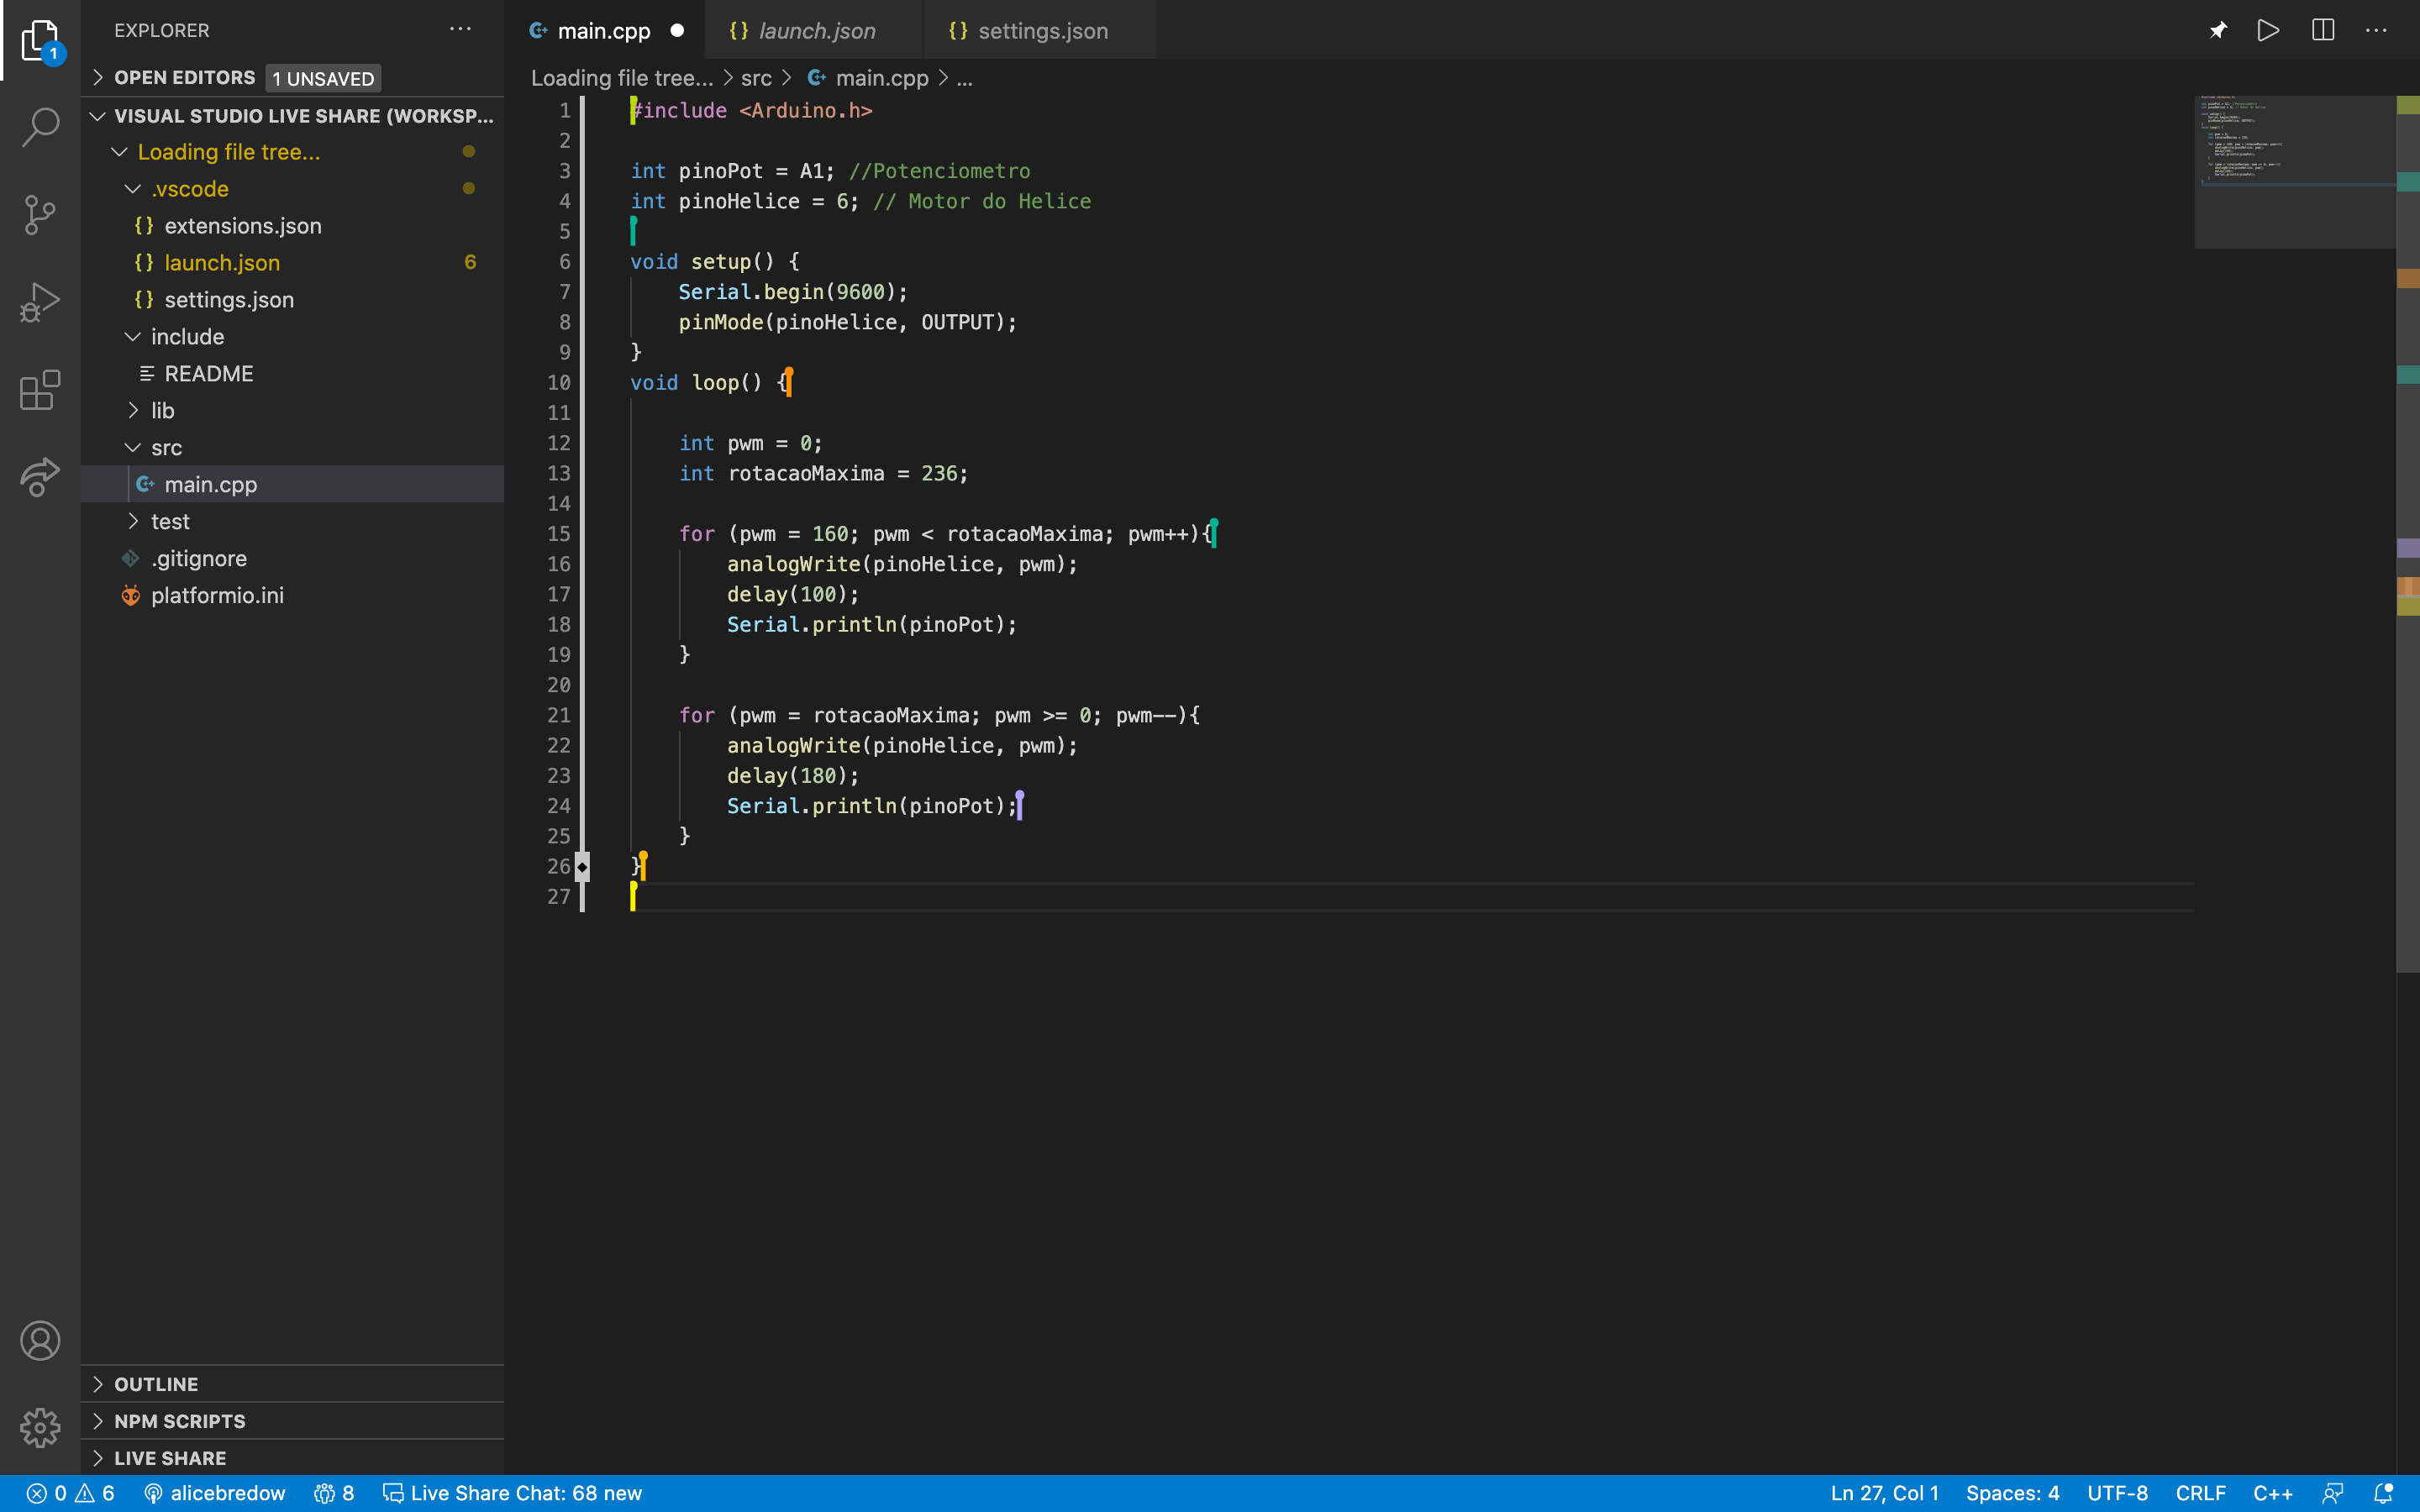 EXPLORER
main.cpp
launch.json
settings.json
1
OPEN EDITORS 1 UNSAVED
VISUAL STUDIO LIVE SHARE (WORKSP...
Loading file tree...
.vscode
{} extensions.json
{} launch.json 6
{} settings.json
include
README
lib
src
main.cpp
test
.gitignore
platformio.ini
OUTLINE
NPM SCRIPTS
LIVE SHARE
Loading file tree... > src > main.cpp > ...
1 #include <Arduino.h>
2
3 int pinoPot = A1; //Potenciometro
4 int pinoHelice = 6; // Motor do Helice
5
6 void setup() {
7     Serial.begin(9600);
8     pinMode(pinoHelice, OUTPUT);
9 }
10 void loop() {
11
12     int pwm = 0;
13     int rotacaoMaxima = 236;
14
15     for (pwm = 160; pwm < rotacaoMaxima; pwm++){
16         analogWrite(pinoHelice, pwm);
17         delay(100);
18         Serial.println(pinoPot);
19     }
20
21     for (pwm = rotacaoMaxima; pwm >= 0; pwm--){
22         analogWrite(pinoHelice, pwm);
23         delay(180);
24         Serial.println(pinoPot);
25     }
26 }
27
0 6 alicebredow 8 Live Share Chat: 68 new
Ln 27, Col 1 Spaces: 4 UTF-8 CRLF C++